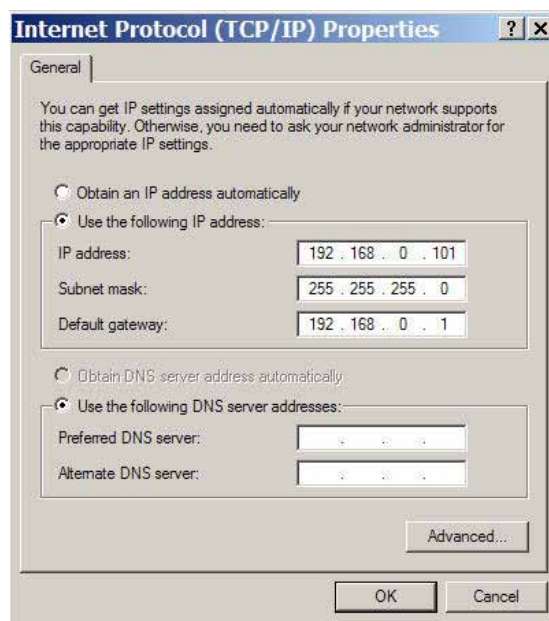 Internet Protocol (TCP/IP) Properties
General
You can get IP settings assigned automatically if your network supports
this capability. Otherwise, you need to ask your network administrator for
the appropriate IP settings.
Obtain an IP address automatically
Use the following IP address:
IP address: 192 . 168 . 0 . 101
Subnet mask: 255 . 255 . 255 . 0
Default gateway: 192 . 168 . 0 . 1
Obtain DNS server address automatically
Use the following DNS server addresses:
Preferred DNS server: . . .
Alternate DNS server: . . .
Advanced...
OK Cancel